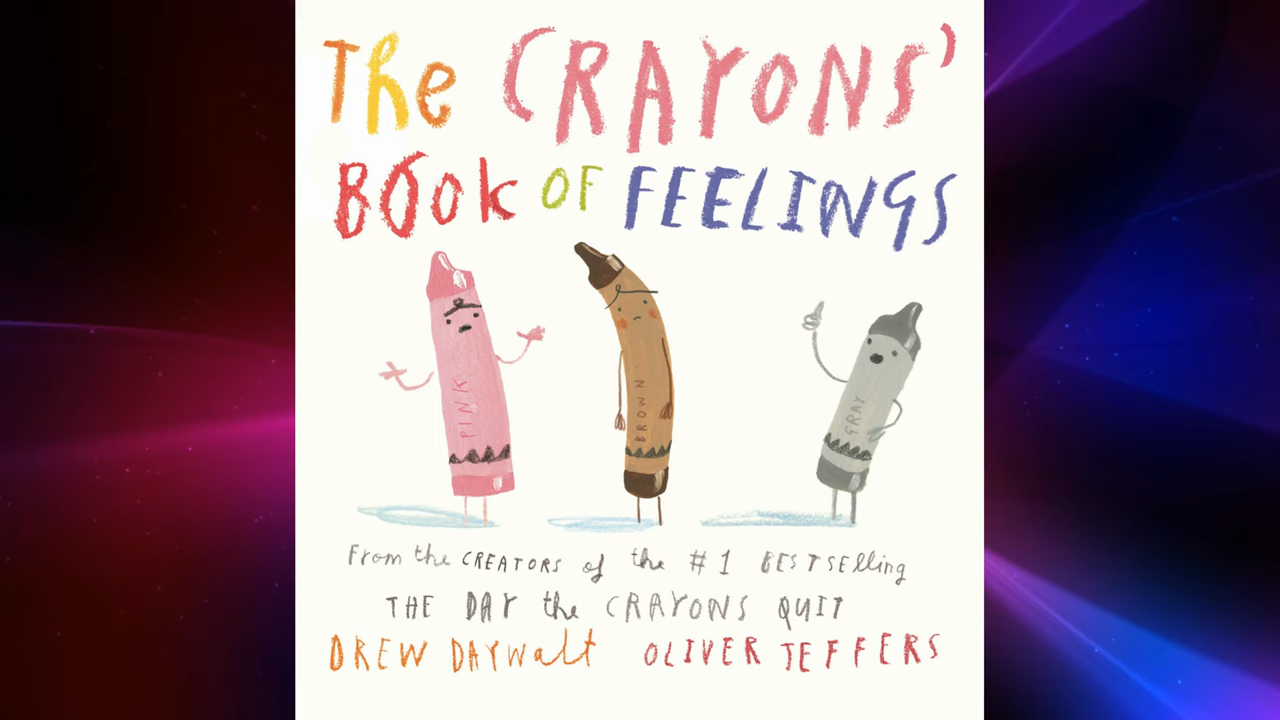 The CRAYONS'
BOOK OF FEELINGS
PINK
BROWN
GRAY
From the CREATORS of the #1 BESTSElling
THE DAY the CRAYONS QUIT
DREW DAYWalt OLIVER JEFFERS